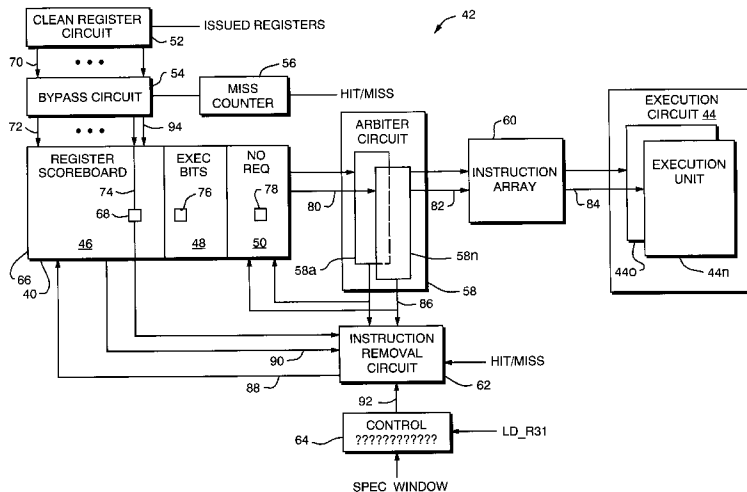 CLEAN REGISTER
CIRCUIT
52
ISSUED REGISTERS
42
70
54
56
BYPASS CIRCUIT
MISS
COUNTER
HIT/MISS
72
94
REGISTER
SCOREBOARD
EXEC
BITS
NO
REQ
74
76
78
68
46
48
50
66
40
80
ARBITER
CIRCUIT
58a
58n
58
82
60
INSTRUCTION
ARRAY
84
EXECUTION
CIRCUIT 44
EXECUTION
UNIT
44o
44n
86
INSTRUCTION
REMOVAL
CIRCUIT
62
HIT/MISS
90
88
92
CONTROL
????????????
64
LD_R31
SPEC WINDOW